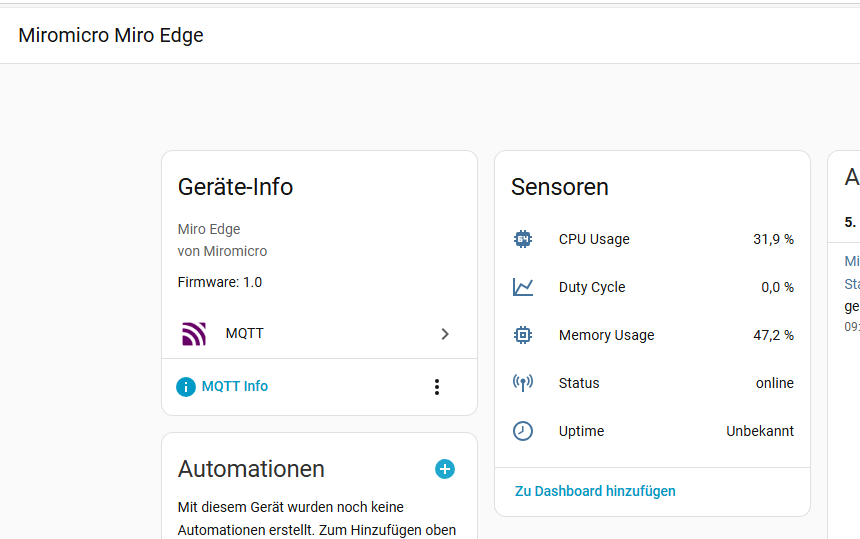 Miromicro Miro Edge
Geräte-Info
Miro Edge
von Miromicro
Firmware: 1.0
MQTT
MQTT Info
Automationen
Mit diesem Gerät wurden noch keine
Automationen erstellt. Zum Hinzufügen oben
Sensoren
64
CPU Usage 31,9 %
Duty Cycle 0,0 %
Memory Usage 47,2 %
Status online
Uptime Unbekannt
Zu Dashboard hinzufügen
A
5.
Mi
Sta
ge
09: